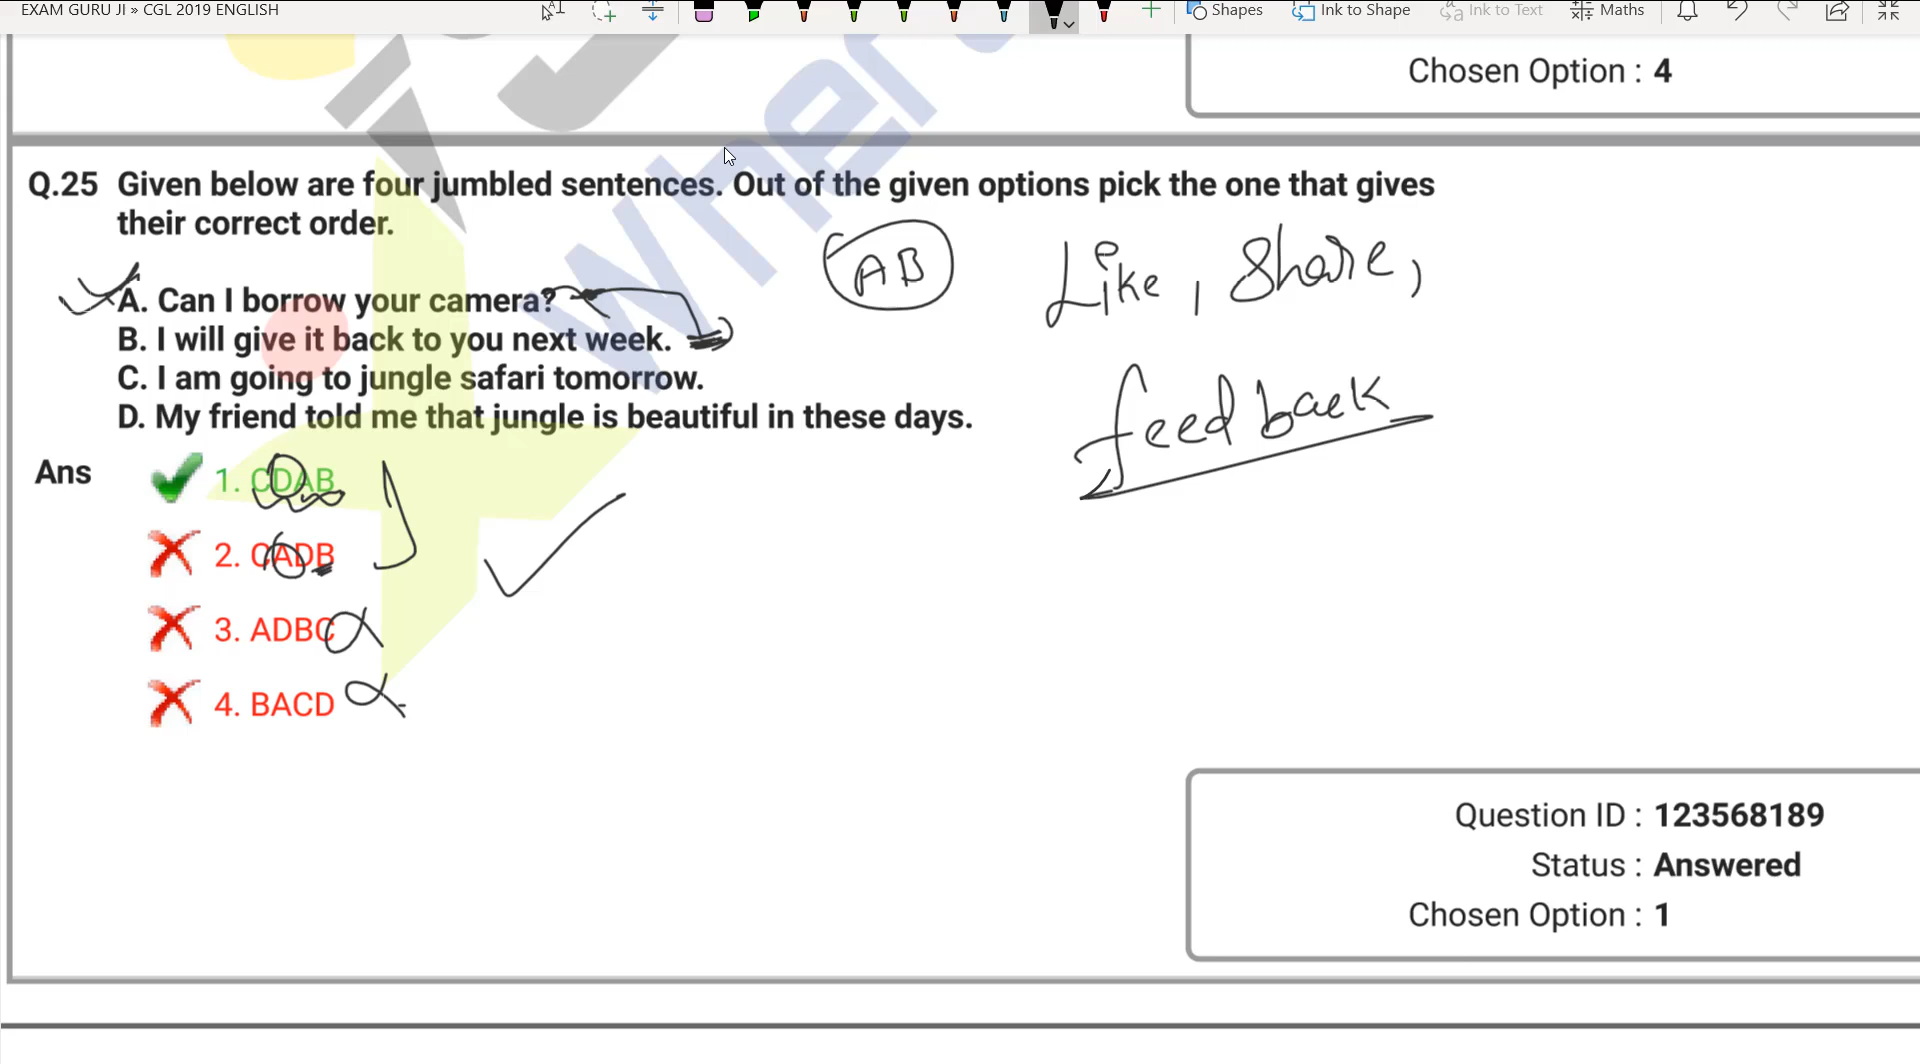 EXAM GURU JI » CGL 2019 ENGLISH
Shapes
Ink to Shape
Ink to Text
Maths
Chosen Option : 4
Q.25 Given below are four jumbled sentences. Out of the given options pick the one that gives
their correct order.
A. Can I borrow your camera?
B. I will give it back to you next week.
C. I am going to jungle safari tomorrow.
D. My friend told me that jungle is beautiful in these days.
AB
Like, Share,
feedback
Ans
1. CDAB
2. CADB
3. ADBC
4. BACD
Question ID : 123568189
Status : Answered
Chosen Option : 1